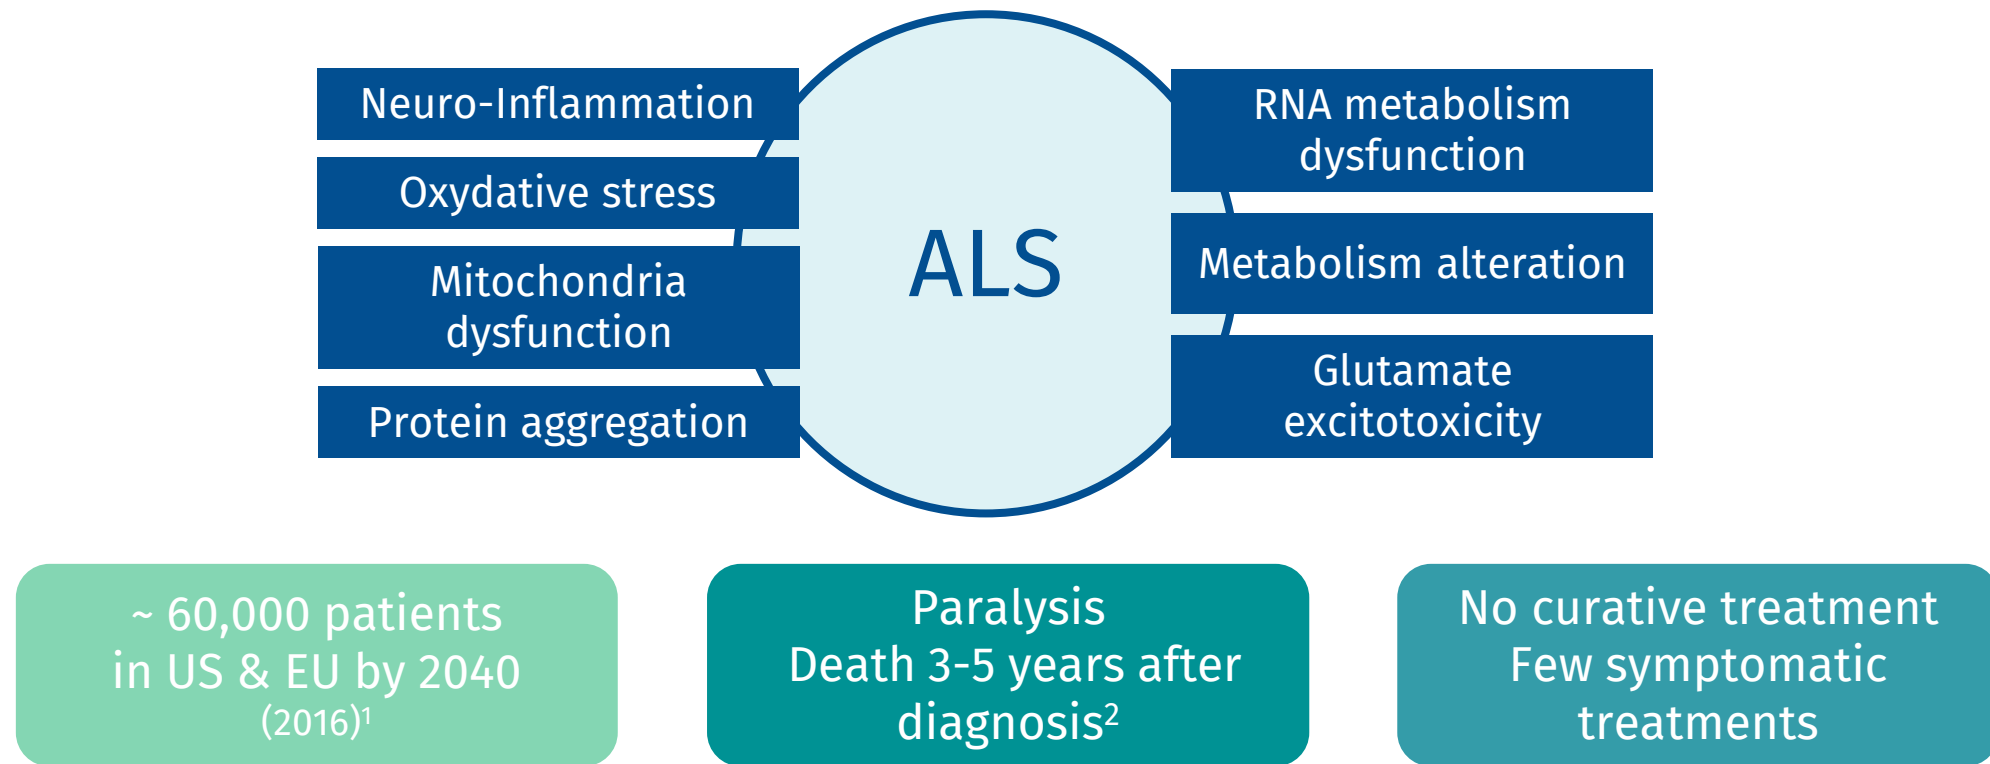 Neuro-Inflammation
Oxydative stress
Mitochondria
dysfunction
Protein aggregation
ALS
RNA metabolism
dysfunction
Metabolism alteration
Glutamate
excitotoxicity
~ 60,000 patients
in US & EU by 2040
(2016)¹
Paralysis
Death 3-5 years after
diagnosis²
No curative treatment
Few symptomatic
treatments